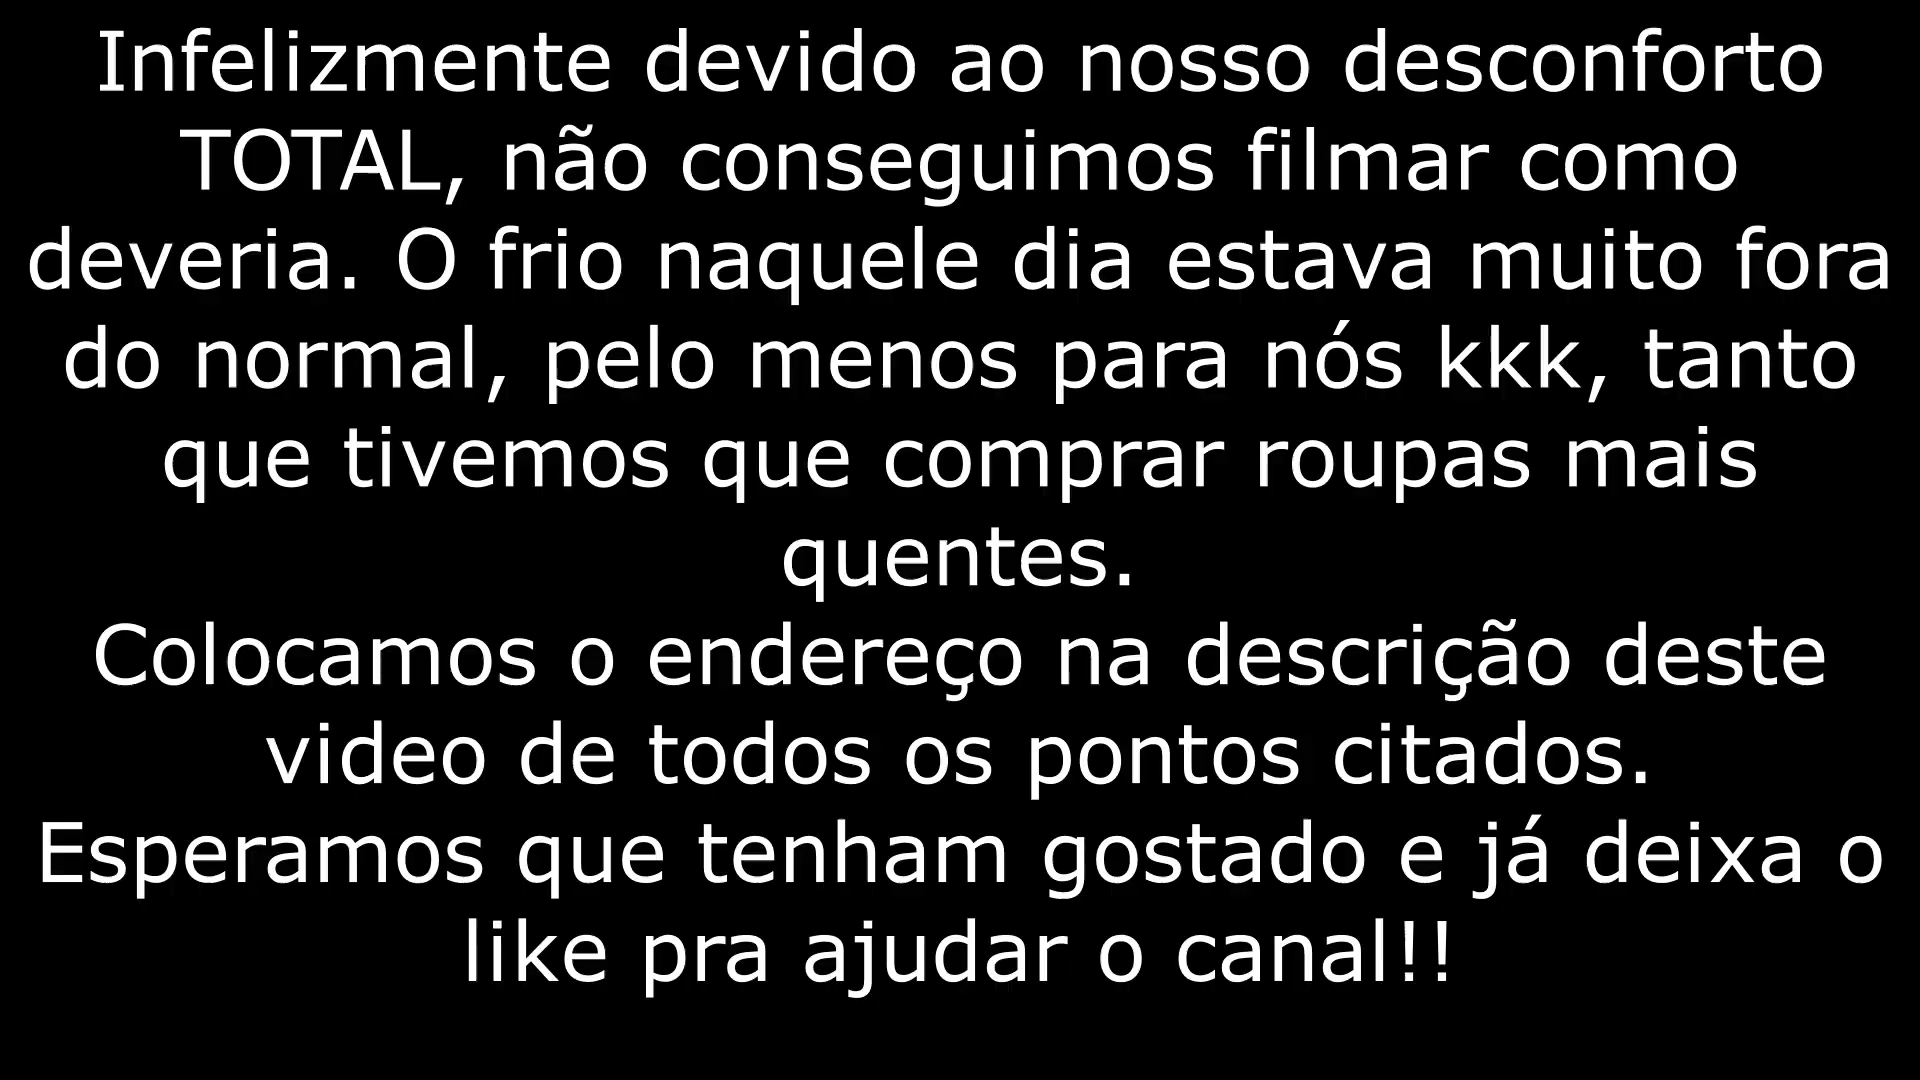 Infelizmente devido ao nosso desconforto
TOTAL, não conseguimos filmar como
deveria. O frio naquele dia estava muito fora
do normal, pelo menos para nós kkk, tanto
que tivemos que comprar roupas mais
quentes.
Colocamos o endereço na descrição deste
video de todos os pontos citados.
Esperamos que tenham gostado e já deixa o
like pra ajudar o canal!!